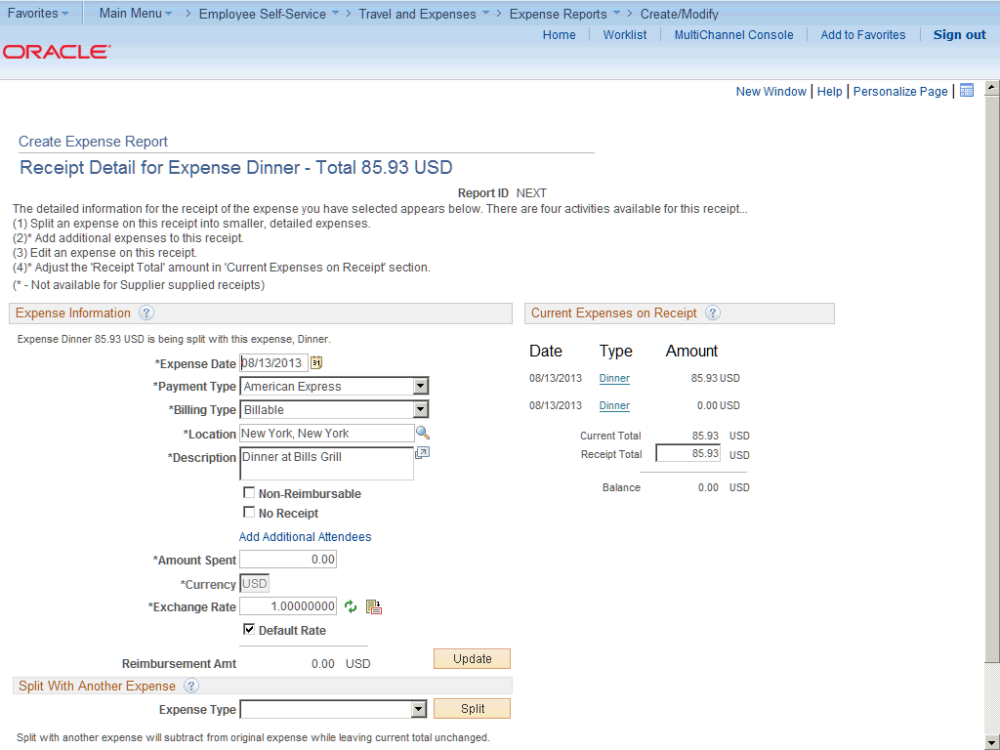 Favorites Main Menu > Employee Self-Service > Travel and Expenses > Expense Reports > Create/Modify
Home Worklist MultiChannel Console Add to Favorites Sign out
ORACLE
New Window Help Personalize Page
Create Expense Report
Receipt Detail for Expense Dinner - Total 85.93 USD
Report ID NEXT
The detailed information for the receipt of the expense you have selected appears below. There are four activities available for this receipt...
(1) Split an expense on this receipt into smaller, detailed expenses.
(2)* Add additional expenses to this receipt.
(3) Edit an expense on this receipt.
(4)* Adjust the 'Receipt Total' amount in 'Current Expenses on Receipt' section.
(* - Not available for Supplier supplied receipts)
Expense Information ?
Expense Dinner 85.93 USD is being split with this expense, Dinner.
*Expense Date 08/13/2013 31
*Payment Type American Express
*Billing Type Billable
*Location New York, New York
*Description Dinner at Bills Grill
Non-Reimbursable
No Receipt
Add Additional Attendees
*Amount Spent 0.00
*Currency USD
*Exchange Rate 1.00000000
Default Rate
Reimbursement Amt 0.00 USD Update
Split With Another Expense ?
Expense Type Split
Split with another expense will subtract from original expense while leaving current total unchanged.
Current Expenses on Receipt ?
Date Type Amount
08/13/2013 Dinner 85.93 USD
08/13/2013 Dinner 0.00 USD
Current Total 85.93 USD
Receipt Total 85.93 USD
Balance 0.00 USD